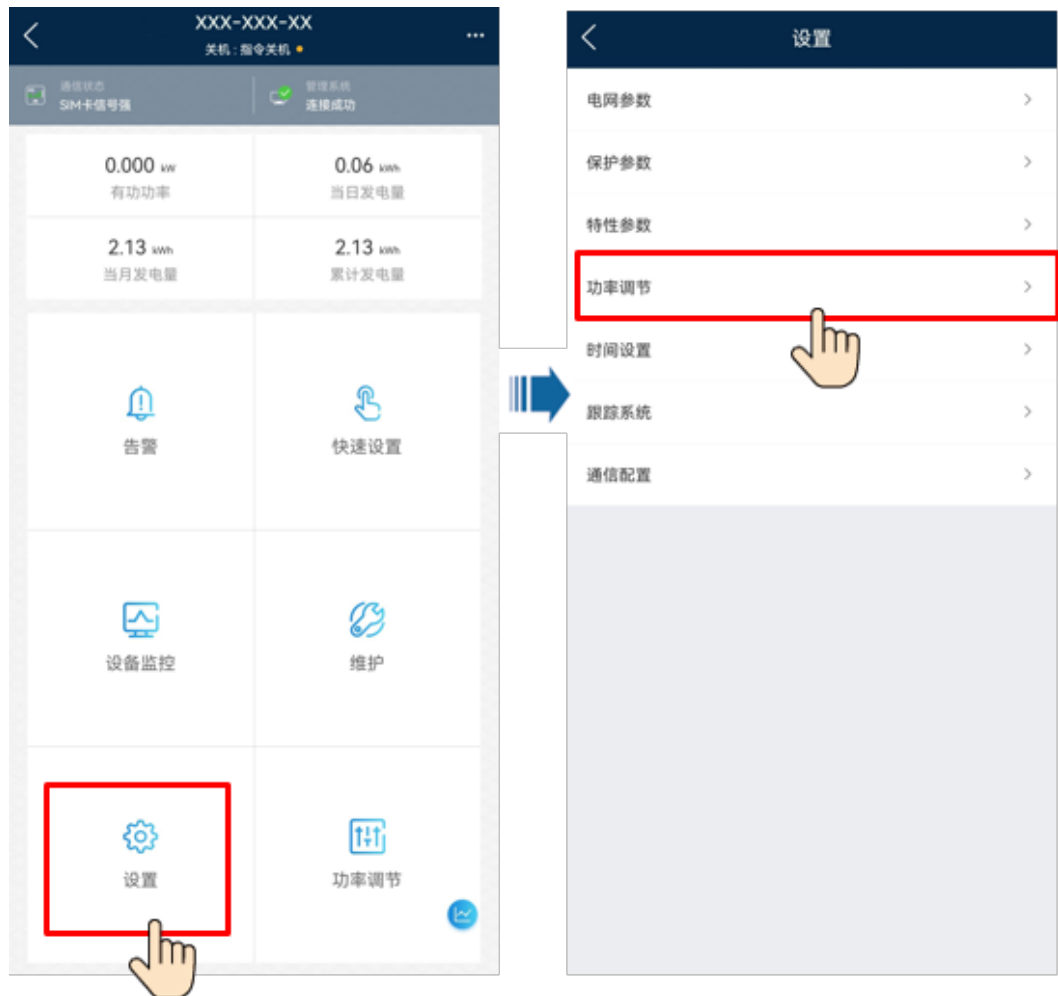 XXX-XXX-XX
关机 : 指令关机
通信状态
SIM卡信号强
管理系统
连接成功
0.000 kW
有功功率
0.06 kWh
当日发电量
2.13 kWh
当月发电量
2.13 kWh
累计发电量
告警
快速设置
设备监控
维护
设置
功率调节
设置
电网参数
保护参数
特性参数
功率调节
时间设置
跟踪系统
通信配置